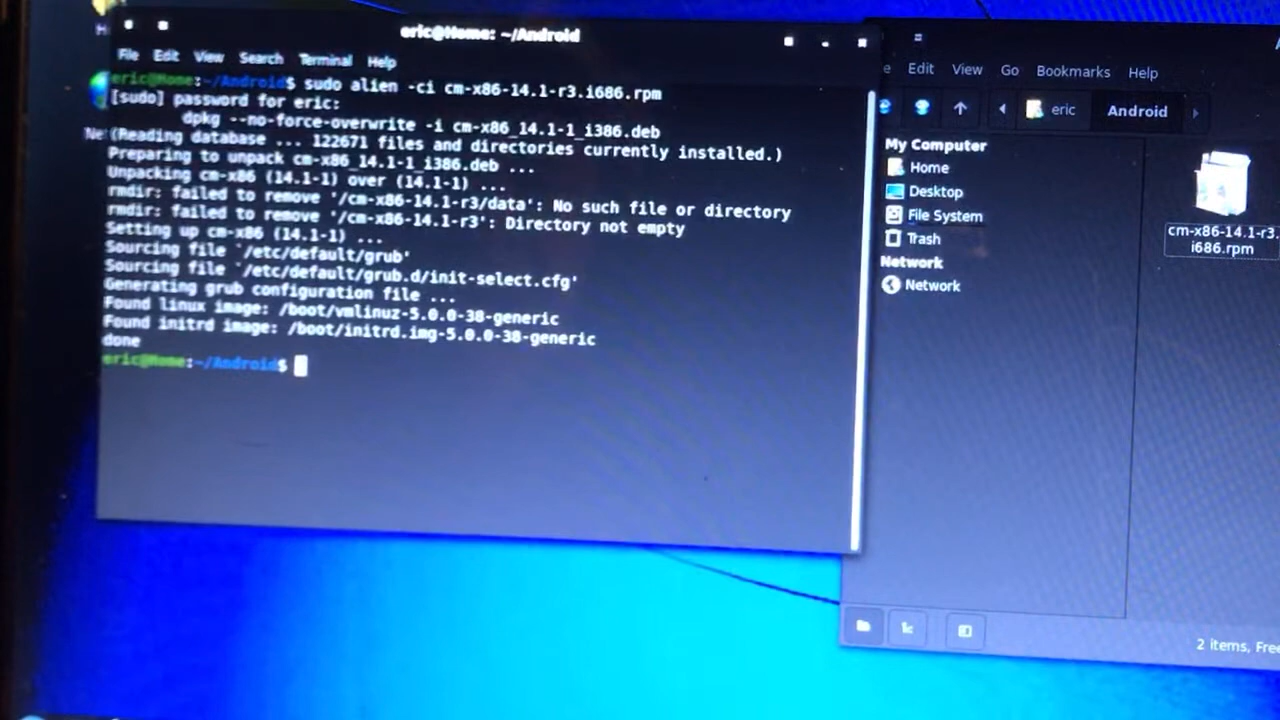 eric@Home: ~/Android
File Edit View Search Terminal Help
eric@Home:~/Android$ sudo alien -ci cm-x86-14.1-r3.i686.rpm
[sudo] password for eric:
dpkg --no-force-overwrite -i cm-x86_14.1-1_i386.deb
(Reading database ... 122671 files and directories currently installed.)
Preparing to unpack cm-x86_14.1-1_i386.deb ...
Unpacking cm-x86 (14.1-1) over (14.1-1) ...
rmdir: failed to remove '/cm-x86-14.1-r3/data': No such file or directory
rmdir: failed to remove '/cm-x86-14.1-r3': Directory not empty
Setting up cm-x86 (14.1-1) ...
Sourcing file `/etc/default/grub'
Sourcing file `/etc/default/grub.d/init-select.cfg'
Generating grub configuration file ...
Found linux image: /boot/vmlinuz-5.0.0-38-generic
Found initrd image: /boot/initrd.img-5.0.0-38-generic
done
eric@Home:~/Android$
Edit View Go Bookmarks Help
eric Android
My Computer
Home
Desktop
File System
Trash
Network
Network
cm-x86-14.1-r3.
i686.rpm
2 items, Free